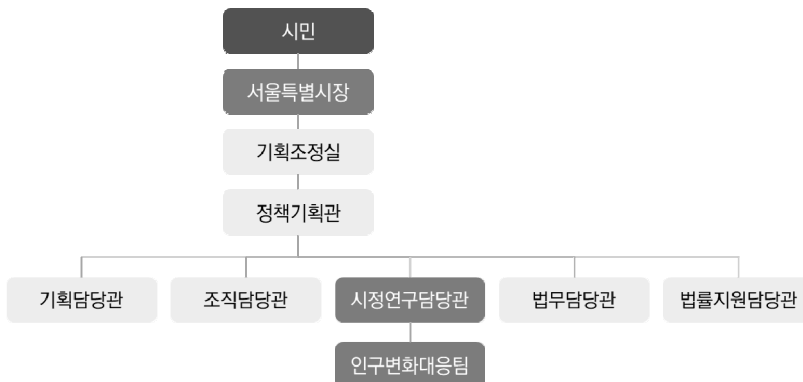 시민
서울특별시장
기획조정실
정책기획관
기획담당관
조직담당관
시정연구담당관
법무담당관
법률지원담당관
인구변화대응팀